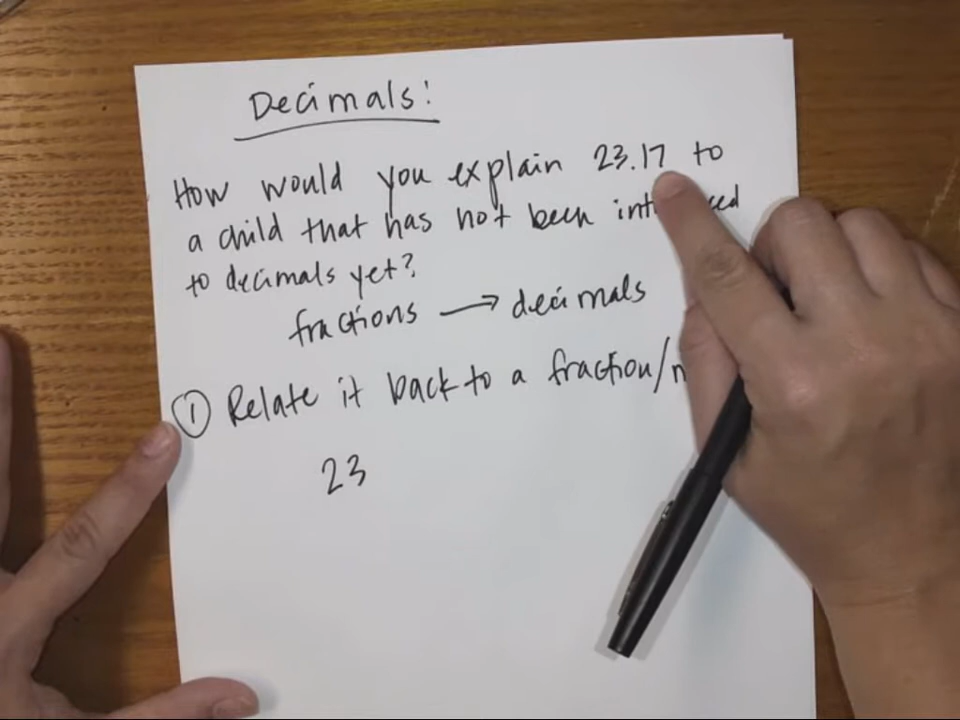 Decimals:
How would you explain 23.17 to
a child that has not been
to decimals yet?
fractions → decimals
① Relate it back to a fraction/
23